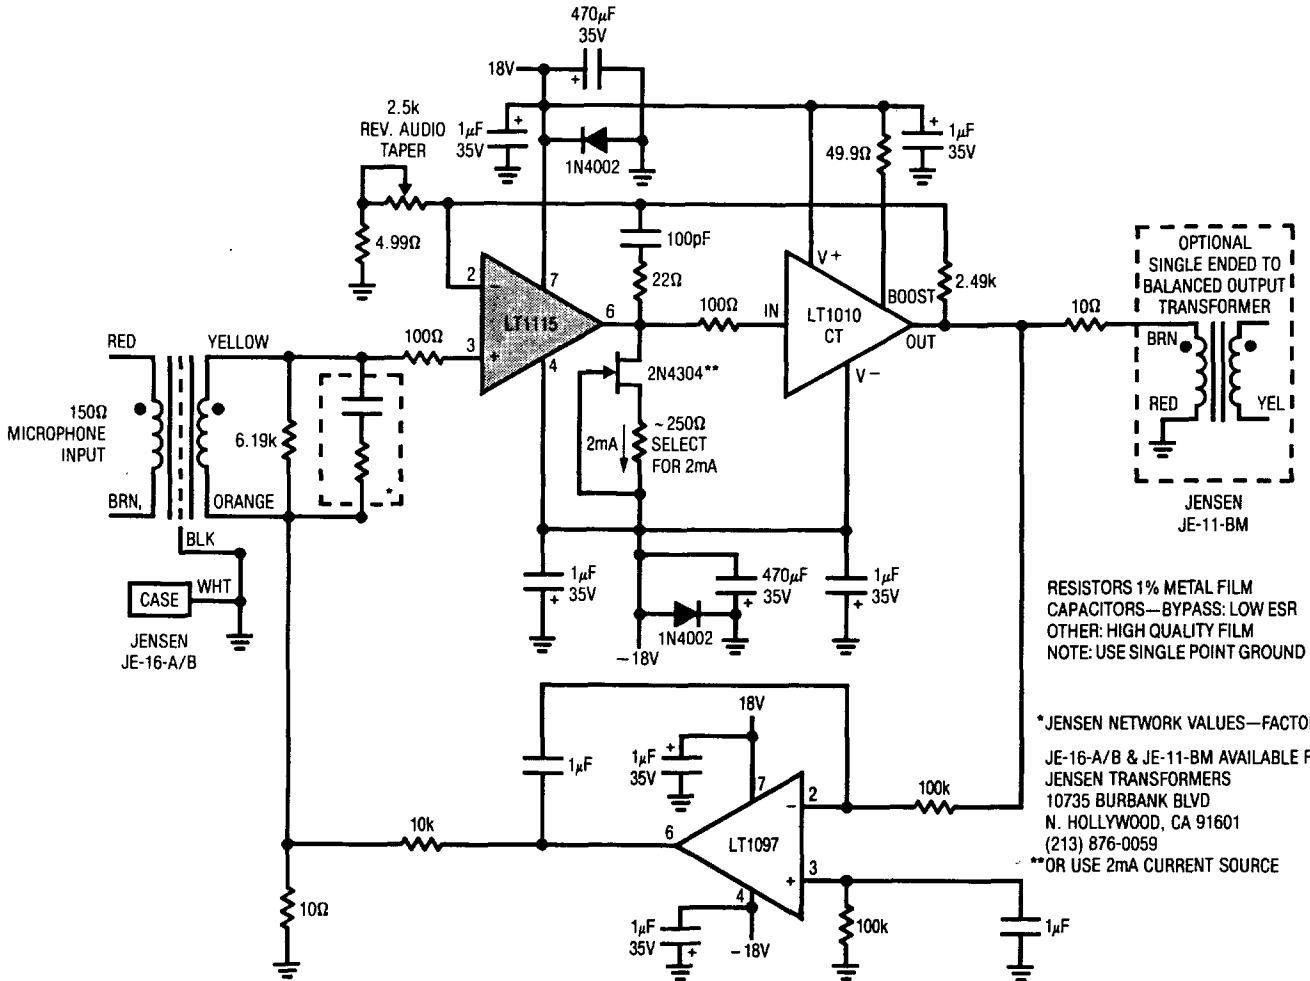 470µF
35V
18V
2.5k
REV. AUDIO
TAPER
1µF
35V
+
+
1N4002
49.9Ω
+
1µF
35V
4.99Ω
100pF
22Ω
2
−
7
LT1115
6
3
+
4
100Ω
IN
V+
LT1010
CT
BOOST
OUT
V−
2.49k
10Ω
OPTIONAL
SINGLE ENDED TO
BALANCED OUTPUT
TRANSFORMER
BRN
RED
YEL
JENSEN
JE-11-BM
RED
YELLOW
100Ω
150Ω
MICROPHONE
INPUT
6.19k
*
BRN,
ORANGE
BLK
CASE
WHT
JENSEN
JE-16-A/B
2N4304**
2mA
~250Ω
SELECT
FOR 2mA
1µF
35V
+
470µF
35V
+
1N4002
−18V
1µF
35V
+
RESISTORS 1% METAL FILM
CAPACITORS—BYPASS: LOW ESR
OTHER: HIGH QUALITY FILM
NOTE: USE SINGLE POINT GROUND
*JENSEN NETWORK VALUES—FACTO
JE-16-A/B & JE-11-BM AVAILABLE F
JENSEN TRANSFORMERS
10735 BURBANK BLVD
N. HOLLYWOOD, CA 91601
(213) 876-0059
**OR USE 2mA CURRENT SOURCE
1µF
18V
1µF
35V
+
7
2
−
100k
10k
6
LT1097
3
+
4
1µF
35V
+
−18V
100k
1µF
10Ω